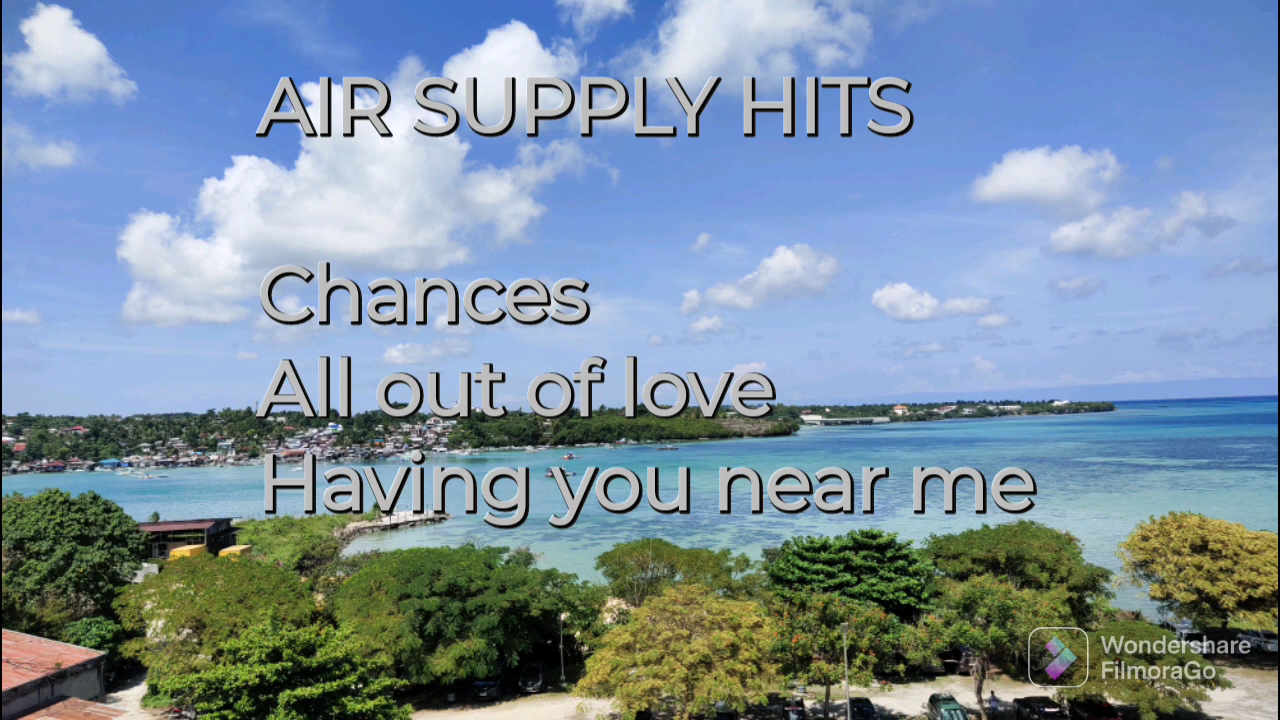 AIR SUPPLY HITS
Chances
All out of love
Having you near me
Wondershare
FilmoraGo